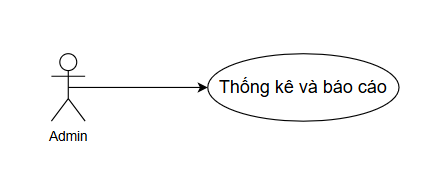 Thống kê và báo cáo
Admin